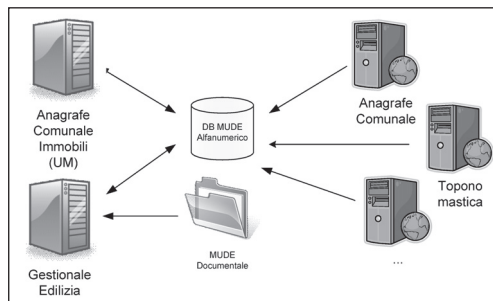 Anagrafe
Comunale
Immobili
(UM)
DB MUDE
Alfanumerico
Anagrafe
Comunale
Topono
mastica
MUDE
Documentale
Gestionale
Edilizia
...